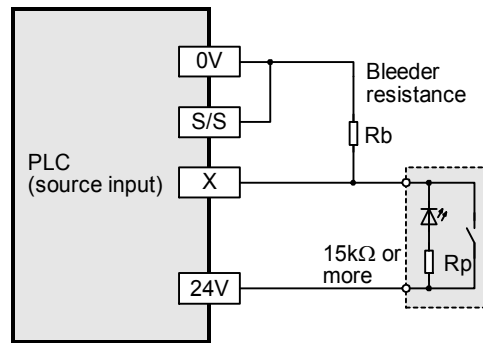 0V
S/S
PLC
(source input)
X
24V
Bleeder
resistance
Rb
15kΩ or
more
Rp